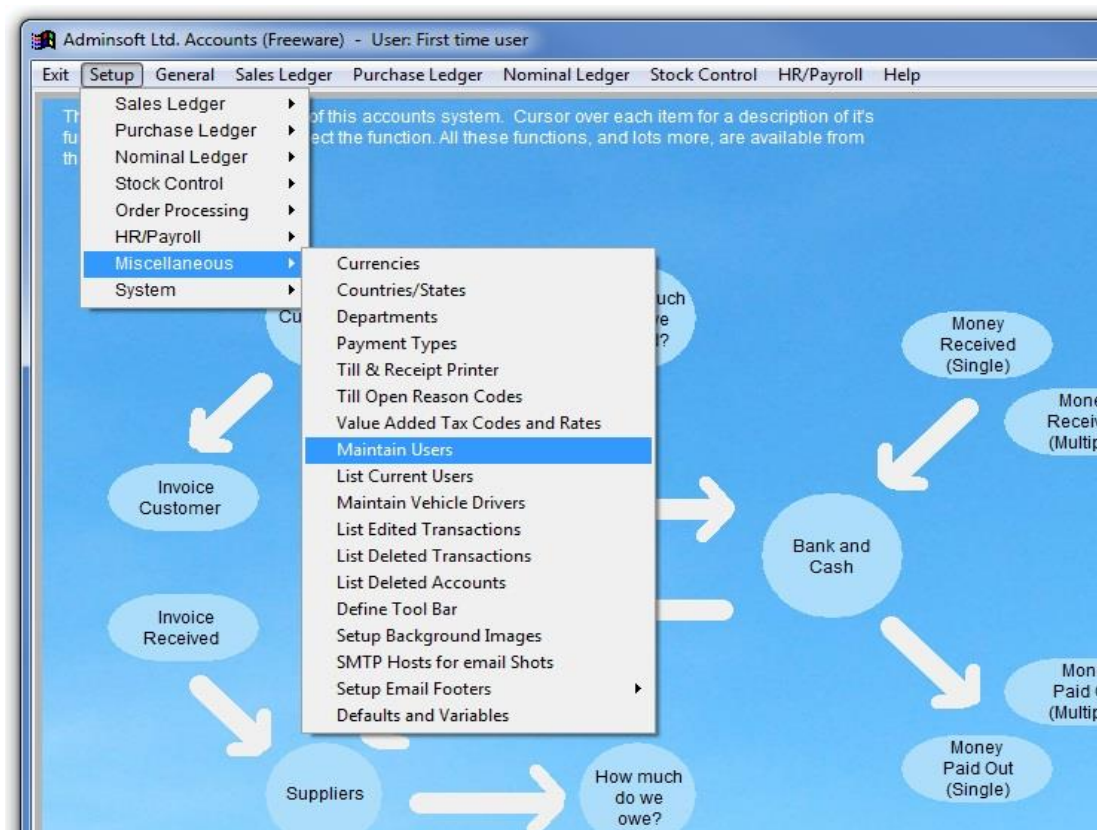 Adminsoft Ltd. Accounts (Freeware) - User: First time user
Exit Setup General Sales Ledger Purchase Ledger Nominal Ledger Stock Control HR/Payroll Help
of this accounts system. Cursor over each item for a description of it's
the function. All these functions, and lots more, are available from
Sales Ledger
Purchase Ledger
Nominal Ledger
Stock Control
Order Processing
HR/Payroll
Miscellaneous
System
Currencies
Countries/States
Departments
Payment Types
Till & Receipt Printer
Till Open Reason Codes
Value Added Tax Codes and Rates
Maintain Users
List Current Users
Maintain Vehicle Drivers
List Edited Transactions
List Deleted Transactions
List Deleted Accounts
Define Tool Bar
Setup Background Images
SMTP Hosts for email Shots
Setup Email Footers
Defaults and Variables
Money
Received
(Single)
Invoice
Customer
Bank and
Cash
Invoice
Received
Suppliers
How much
do we
owe?
Money
Paid Out
(Single)